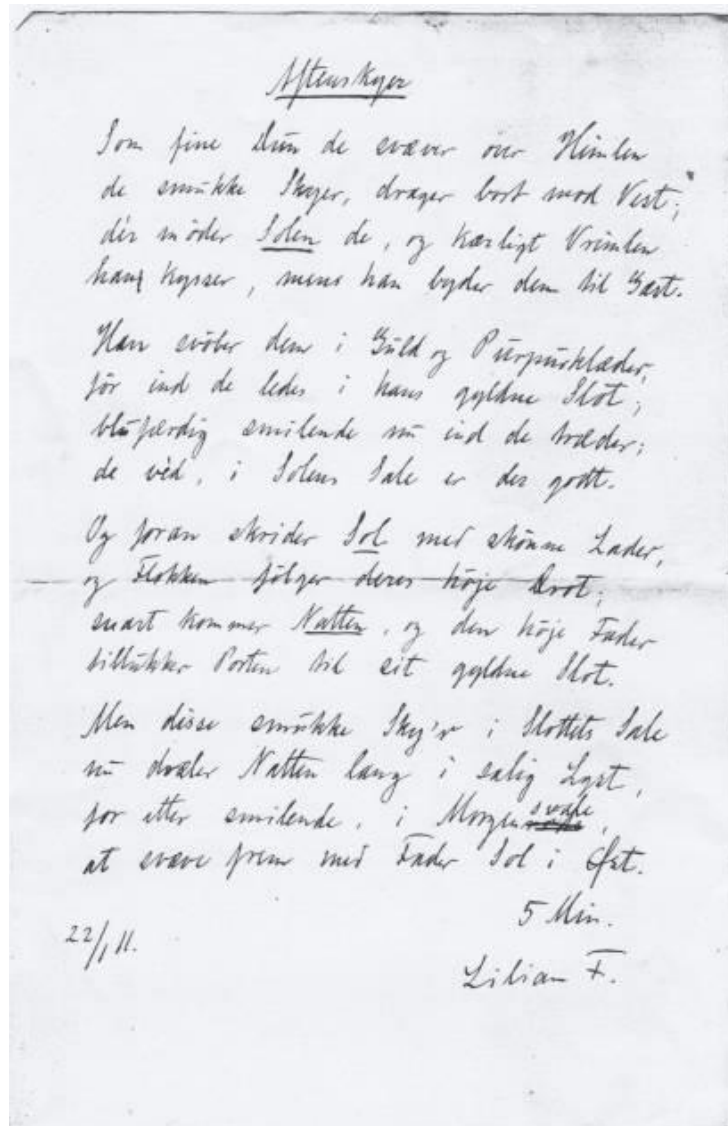 Aftenskyer
Som fine Dun de svæver over Himlen
de smukke Skyer, drager bort mod Vest;
dér møder Solen de, og kærligt Vrimlen
han kysser, mens han byder dem til Gæst.
Han svøber dem i Guld og Purpurklæder,
før ind de ledes i hans gyldne Slot;
blufærdig smilende nu ind de træder;
de véd, i Solens Sale er der godt.
Og foran skrider Sol med skønne Lader,
og Flokken følger deres høje Drot;
snart kommer Natten, og den høje Fader
tillukker Porten til sit gyldne Slot.
Men disse smukke Sky'r i Slottets Sale
nu dvæler Natten lang i salig Lyst,
for atter smilende, i Morgensvale,
at svæve frem med Fader Sol i Øst.
5 Min.
22/1 11.
Lilian F.